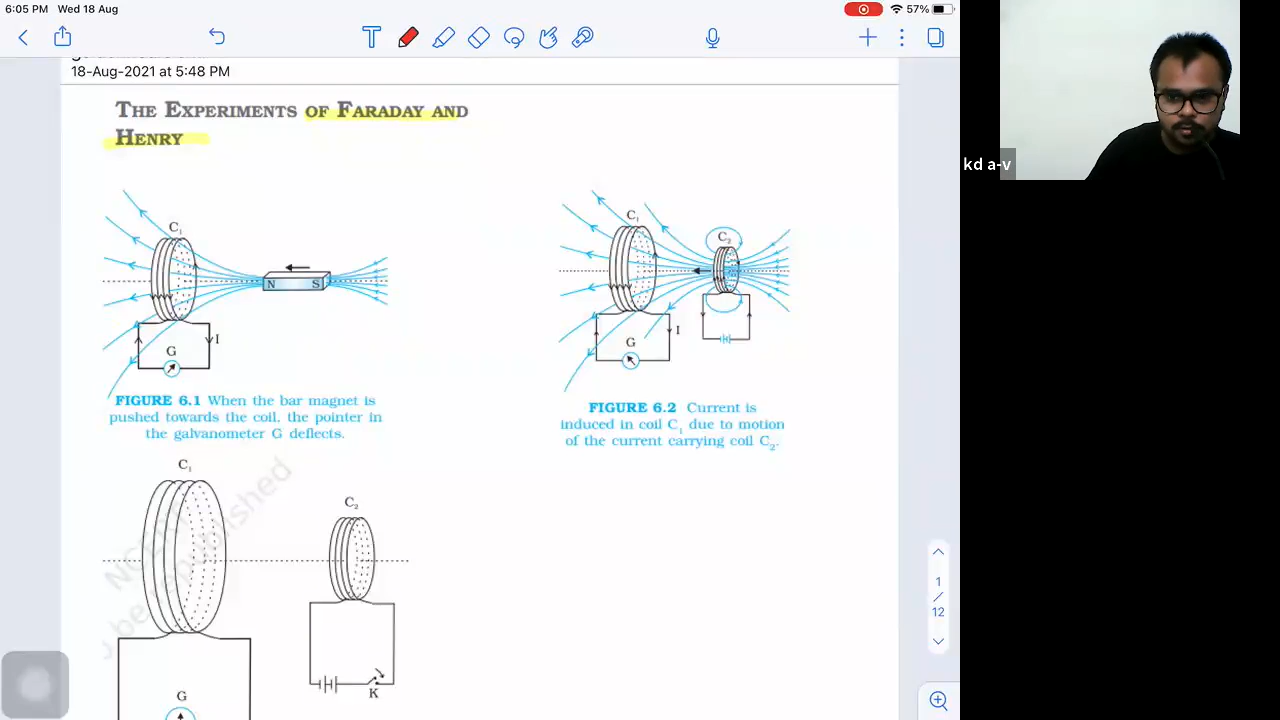 6:05 PM Wed 18 Aug
57%
18-Aug-2021 at 5:48 PM
THE EXPERIMENTS OF FARADAY AND
HENRY
C1
N S
I
G
FIGURE 6.1 When the bar magnet is
pushed towards the coil, the pointer in
the galvanometer G deflects.
C1
C2
I
G
FIGURE 6.2 Current is
induced in coil C1 due to motion
of the current carrying coil C2.
C1
C2
NCERT
be republished
K
G
1
/
12
kd a-v